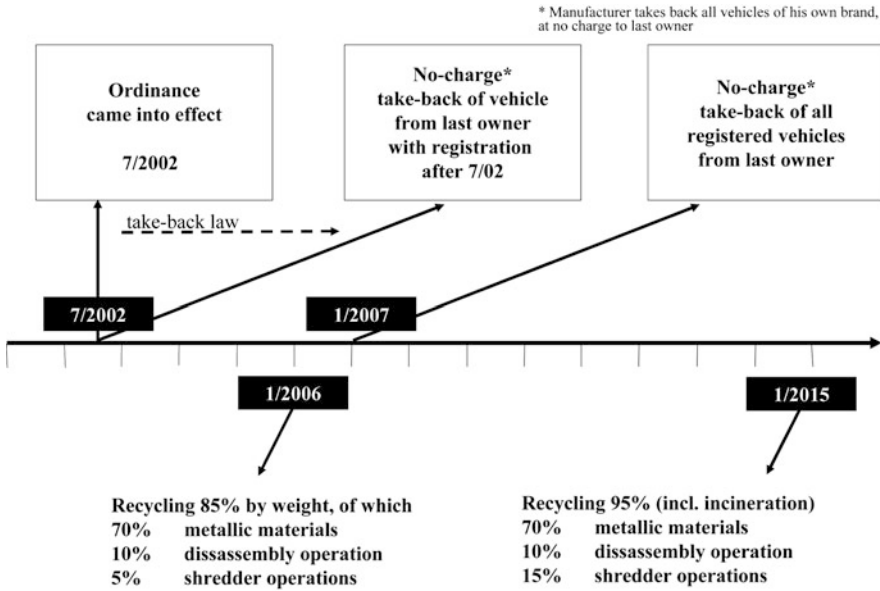 * Manufacturer takes back all vehicles of his own brand,
at no charge to last owner
Ordinance
came into effect
7/2002
No-charge*
take-back of vehicle
from last owner
with registration
after 7/02
No-charge*
take-back of all
registered vehicles
from last owner
take-back law
7/2002
1/2007
1/2006
1/2015
Recycling 85% by weight, of which
70% metallic materials
10% dissassembly operation
5% shredder operations
Recycling 95% (incl. incineration)
70% metallic materials
10% dissassembly operation
15% shredder operations